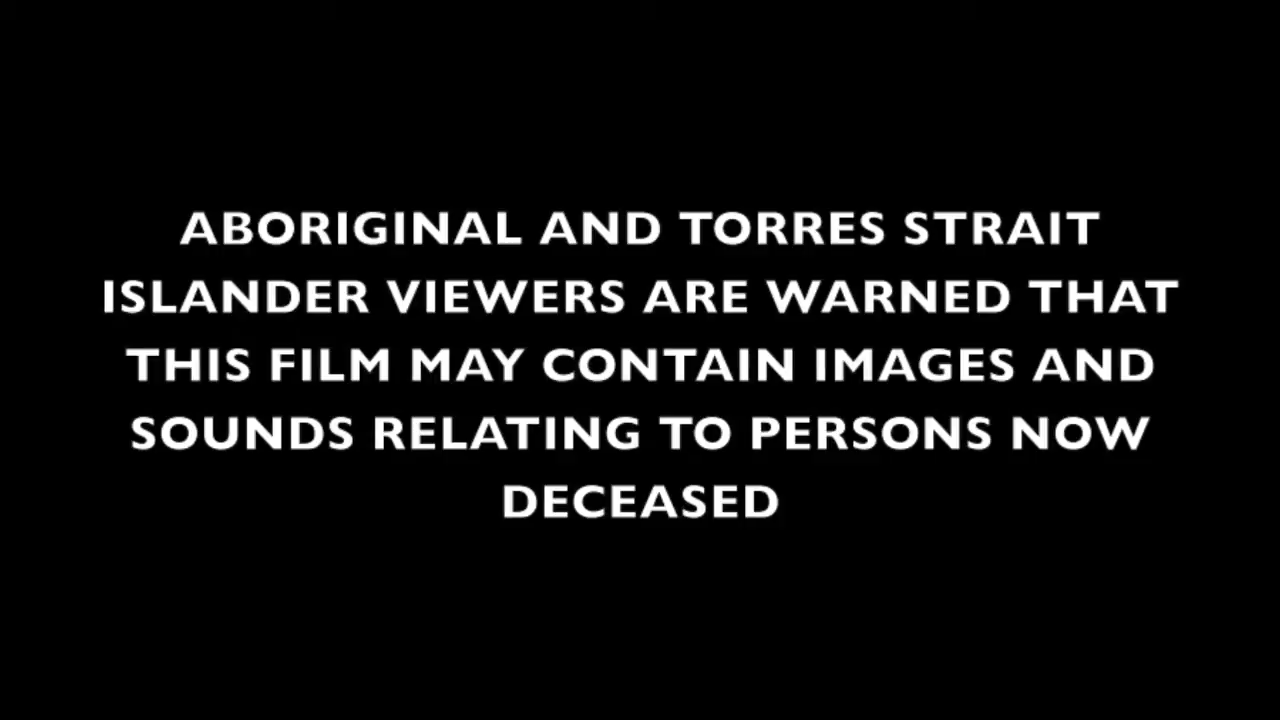 ABORIGINAL AND TORRES STRAIT
ISLANDER VIEWERS ARE WARNED THAT
THIS FILM MAY CONTAIN IMAGES AND
SOUNDS RELATING TO PERSONS NOW
DECEASED